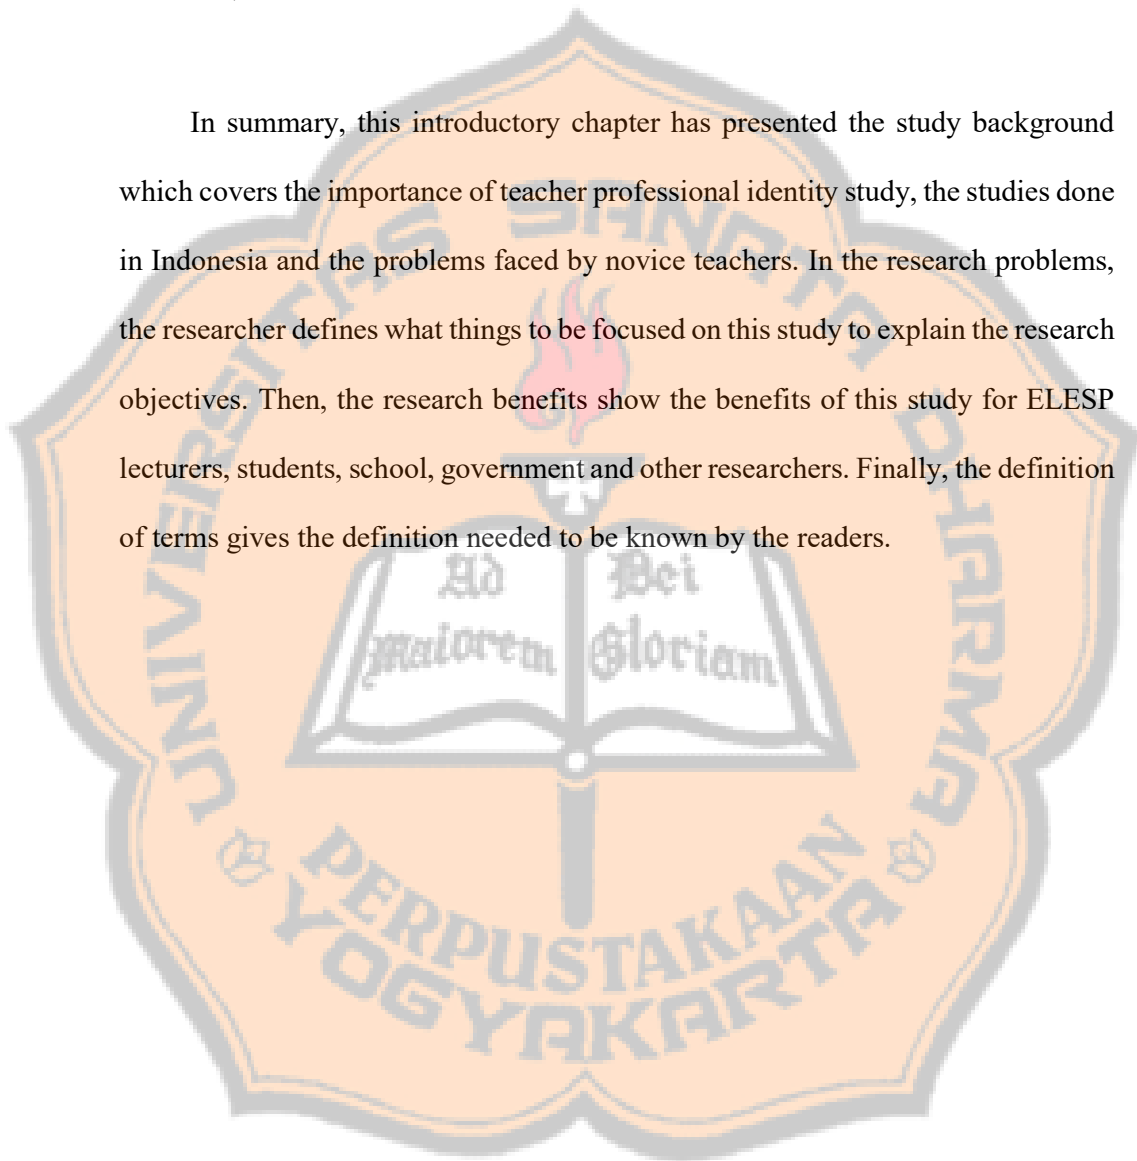 In summary, this introductory chapter has presented the study background
which covers the importance of teacher professional identity study, the studies done
in Indonesia and the problems faced by novice teachers. In the research problems,
the researcher defines what things to be focused on this study to explain the research
objectives. Then, the research benefits show the benefits of this study for ELESP
lecturers, students, school, government and other researchers. Finally, the definition
of terms gives the definition needed to be known by the readers.
UNIVERSITAS SANATA DHARMA
Ad
Maiorem
Dei
Gloriam
PERPUSTAKAAN
YOGYAKARTA